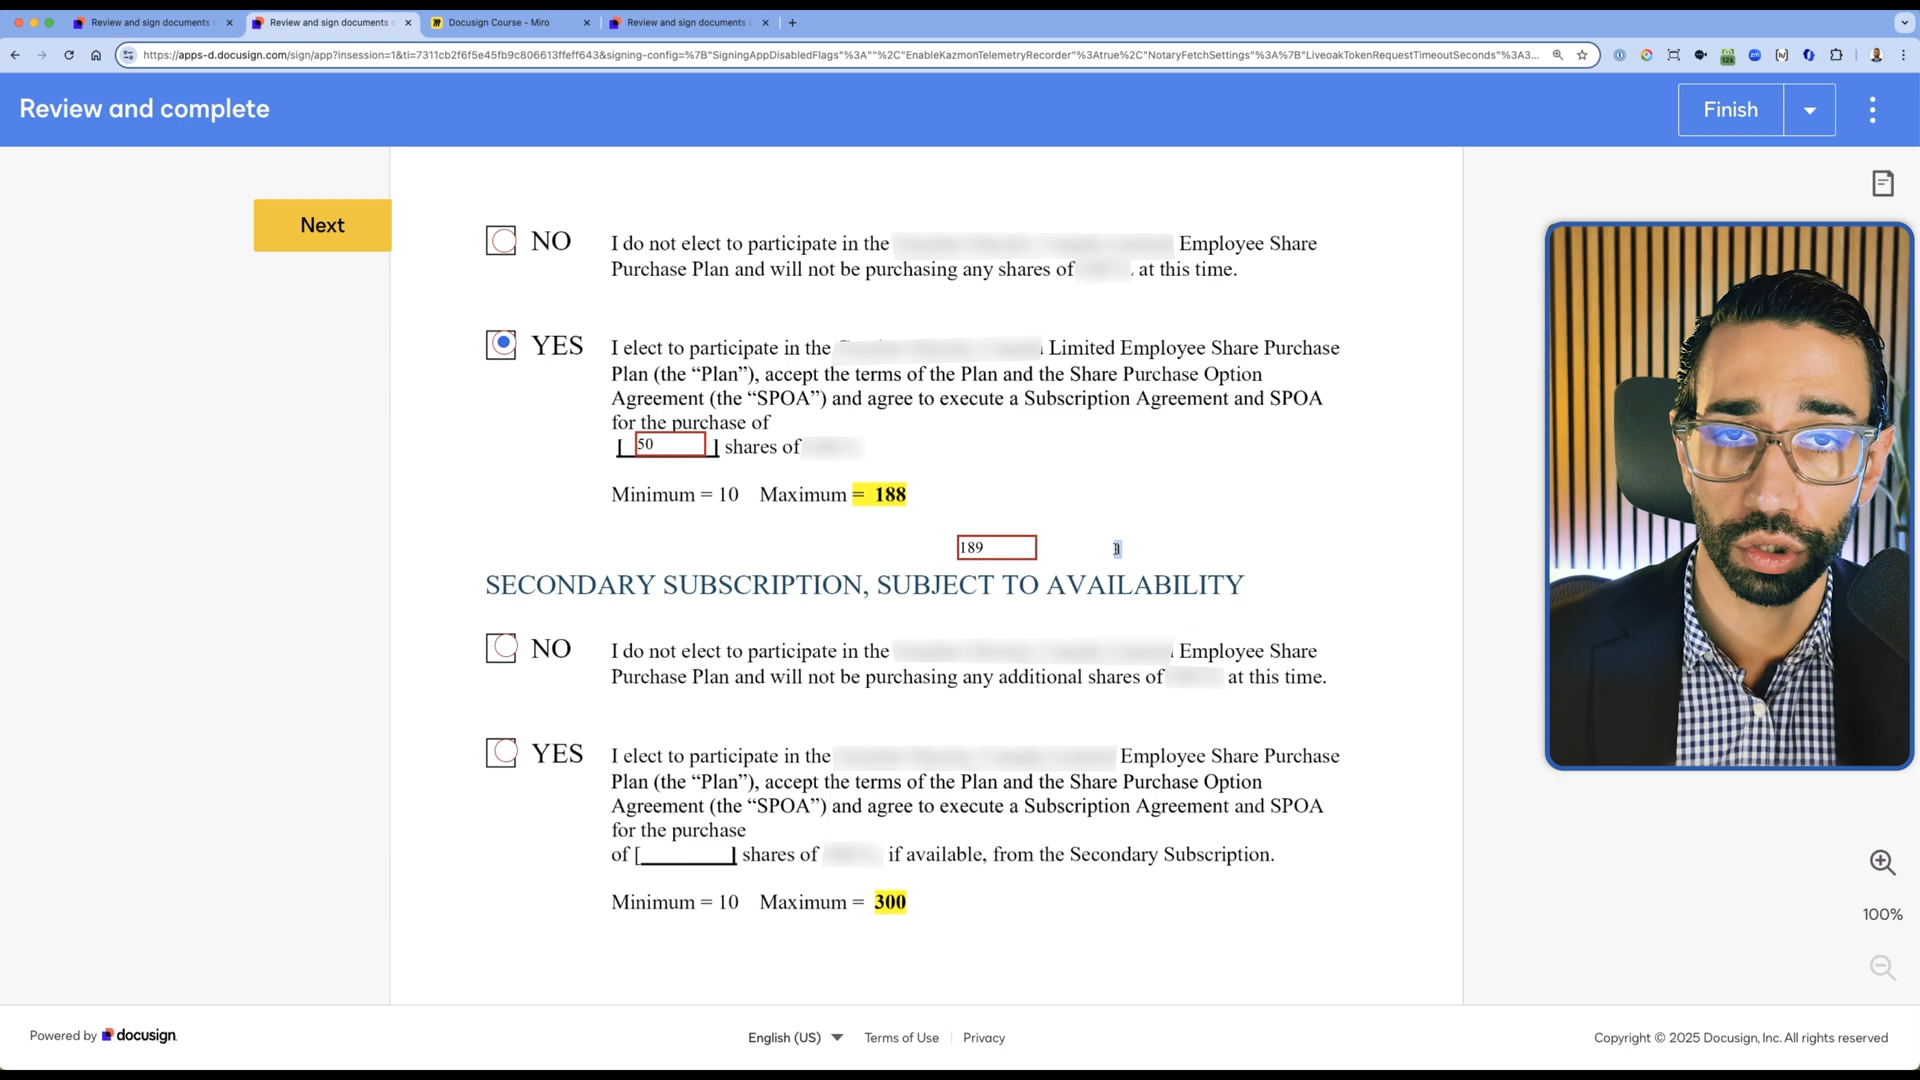 Review and sign documents
Review and sign documents
Docusign Course - Miro
Review and sign documents
https://apps-d.docusign.com/sign/app?insession=1&ti=7311cb2f6f5e45fb9c806613ffeff643&signing-config=%7B"SigningAppDisabledFlags"%3A""%2C"EnableKazmonTelemetryRecorder"%3Atrue%2C"NotaryFetchSettings"%3A%7B"LiveoakTokenRequestTimeoutSeconds"%3A3...
12k
Review and complete
Finish
Next
NO I do not elect to participate in the Employee Share
Purchase Plan and will not be purchasing any shares of at this time.
YES I elect to participate in the Limited Employee Share Purchase
Plan (the “Plan”), accept the terms of the Plan and the Share Purchase Option
Agreement (the “SPOA”) and agree to execute a Subscription Agreement and SPOA
for the purchase of
[ 50 ] shares of
Minimum = 10 Maximum = 188
189
SECONDARY SUBSCRIPTION, SUBJECT TO AVAILABILITY
NO I do not elect to participate in the Employee Share
Purchase Plan and will not be purchasing any additional shares of at this time.
YES I elect to participate in the Employee Share Purchase
Plan (the “Plan”), accept the terms of the Plan and the Share Purchase Option
Agreement (the “SPOA”) and agree to execute a Subscription Agreement and SPOA
for the purchase
of [ ] shares of if available, from the Secondary Subscription.
Minimum = 10 Maximum = 300
100%
Powered by docusign
English (US) Terms of Use Privacy
Copyright © 2025 Docusign, Inc. All rights reserved